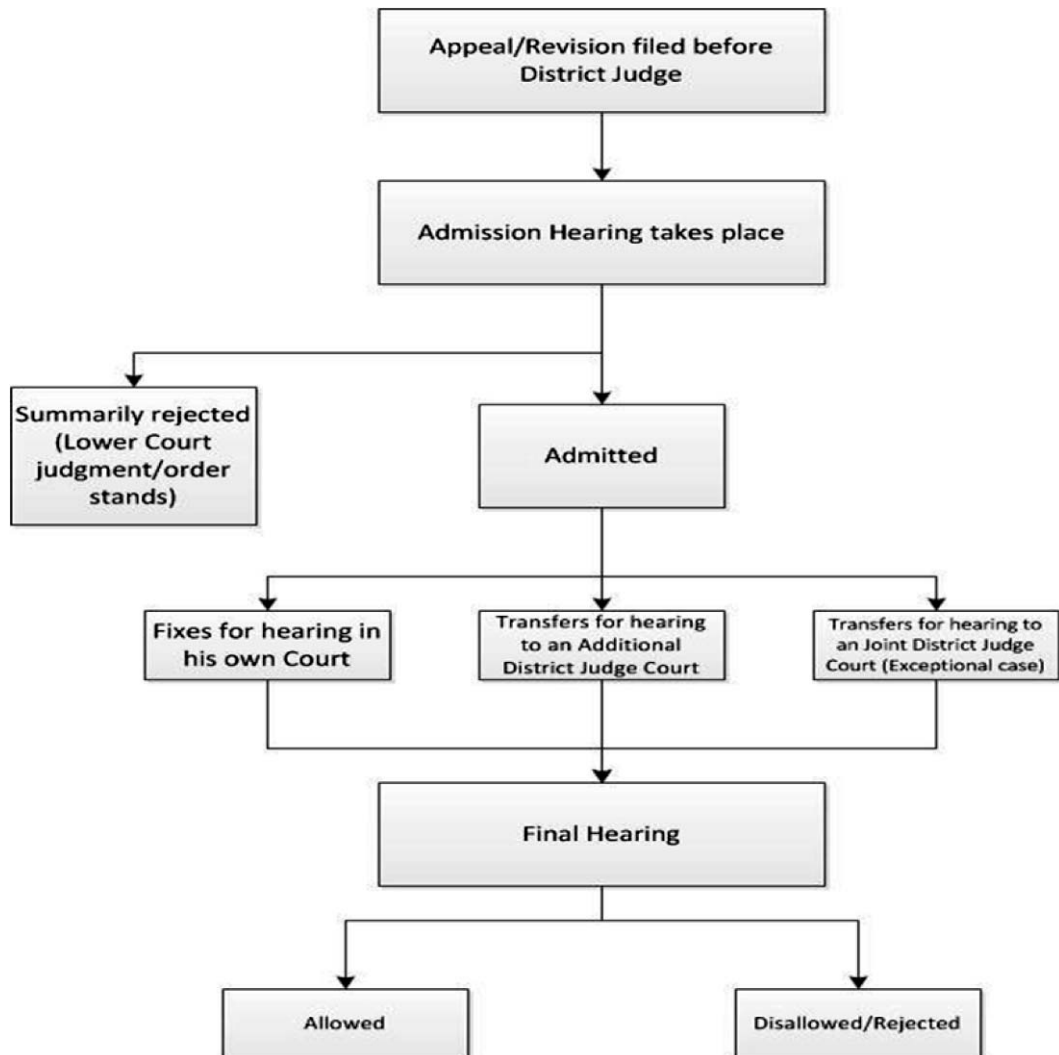 Appeal/Revision filed before
District Judge
Admission Hearing takes place
Summarily rejected
(Lower Court
judgment/order
stands)
Admitted
Fixes for hearing in
his own Court
Transfers for hearing
to an Additional
District Judge Court
Transfers for hearing to
an Joint District Judge
Court (Exceptional case)
Final Hearing
Allowed
Disallowed/Rejected